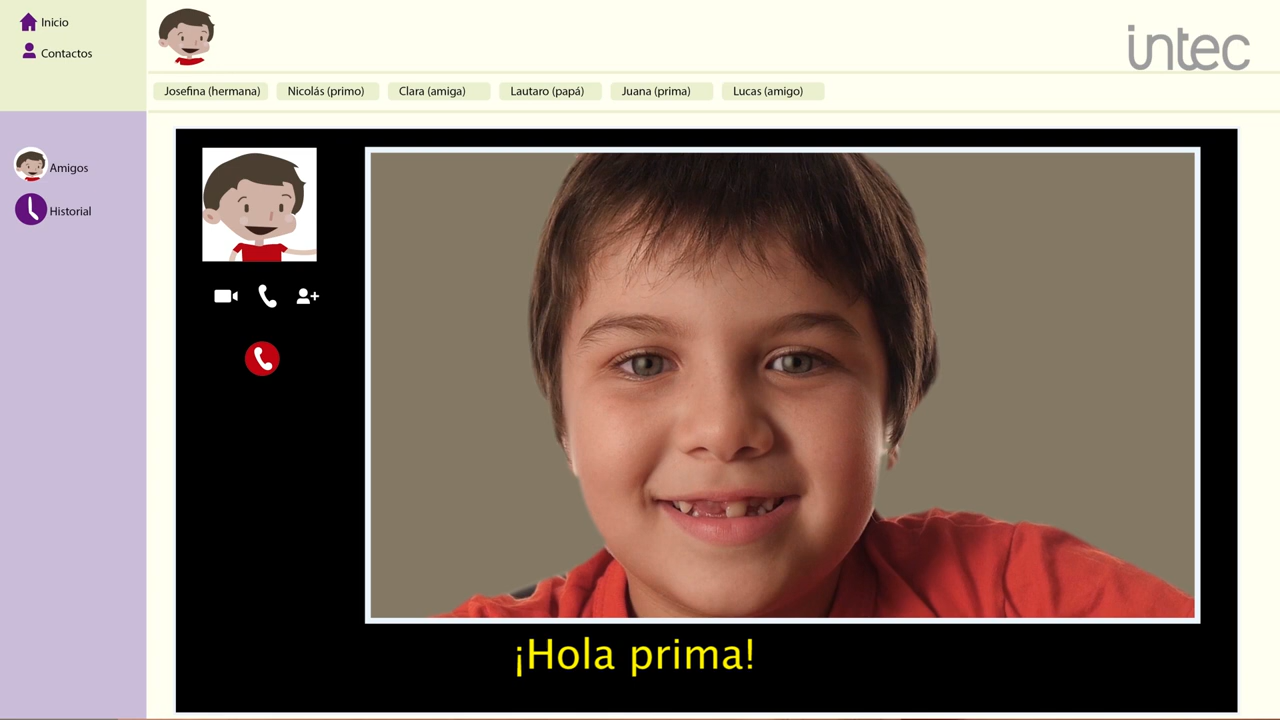 Inicio
Contactos
intec
Josefina (hermana)
Nicolás (primo)
Clara (amiga)
Lautaro (papá)
Juana (prima)
Lucas (amigo)
Amigos
Historial
¡Hola prima!